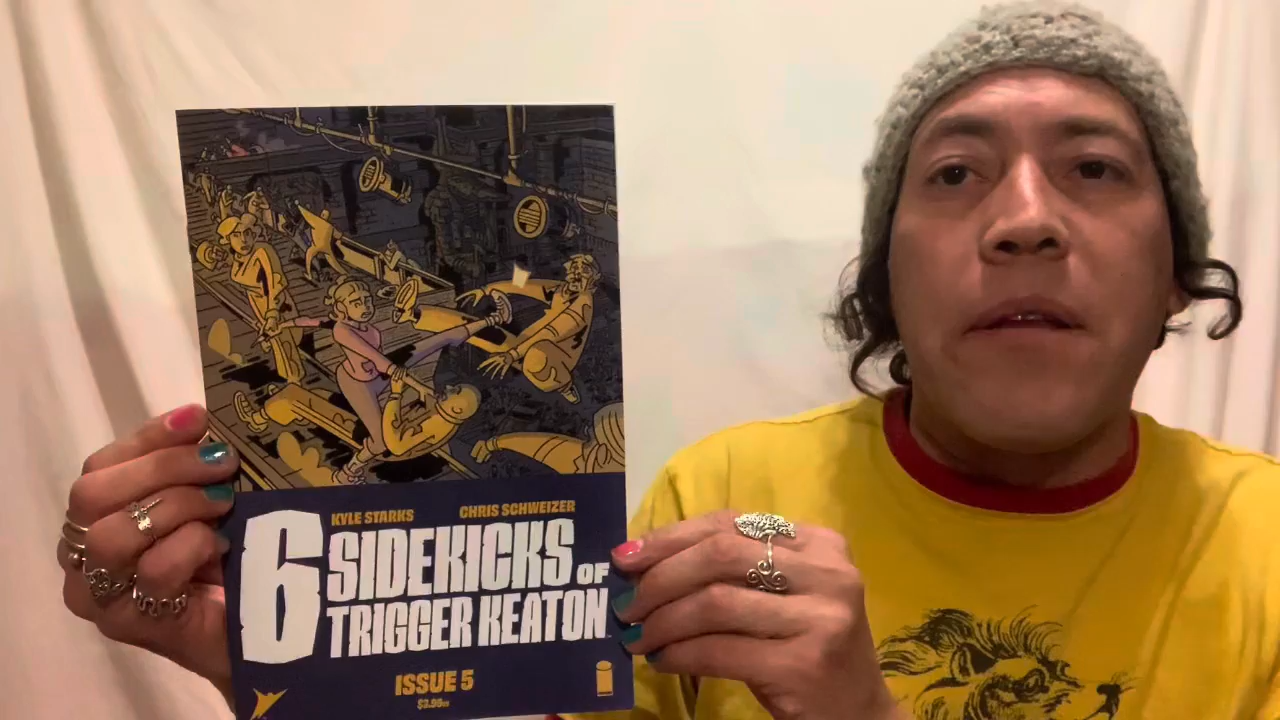 KYLE STARKS CHRIS SCHWEIZER
6 SIDEKICKS OF
TRIGGER KEATON
ISSUE 5
$3.99